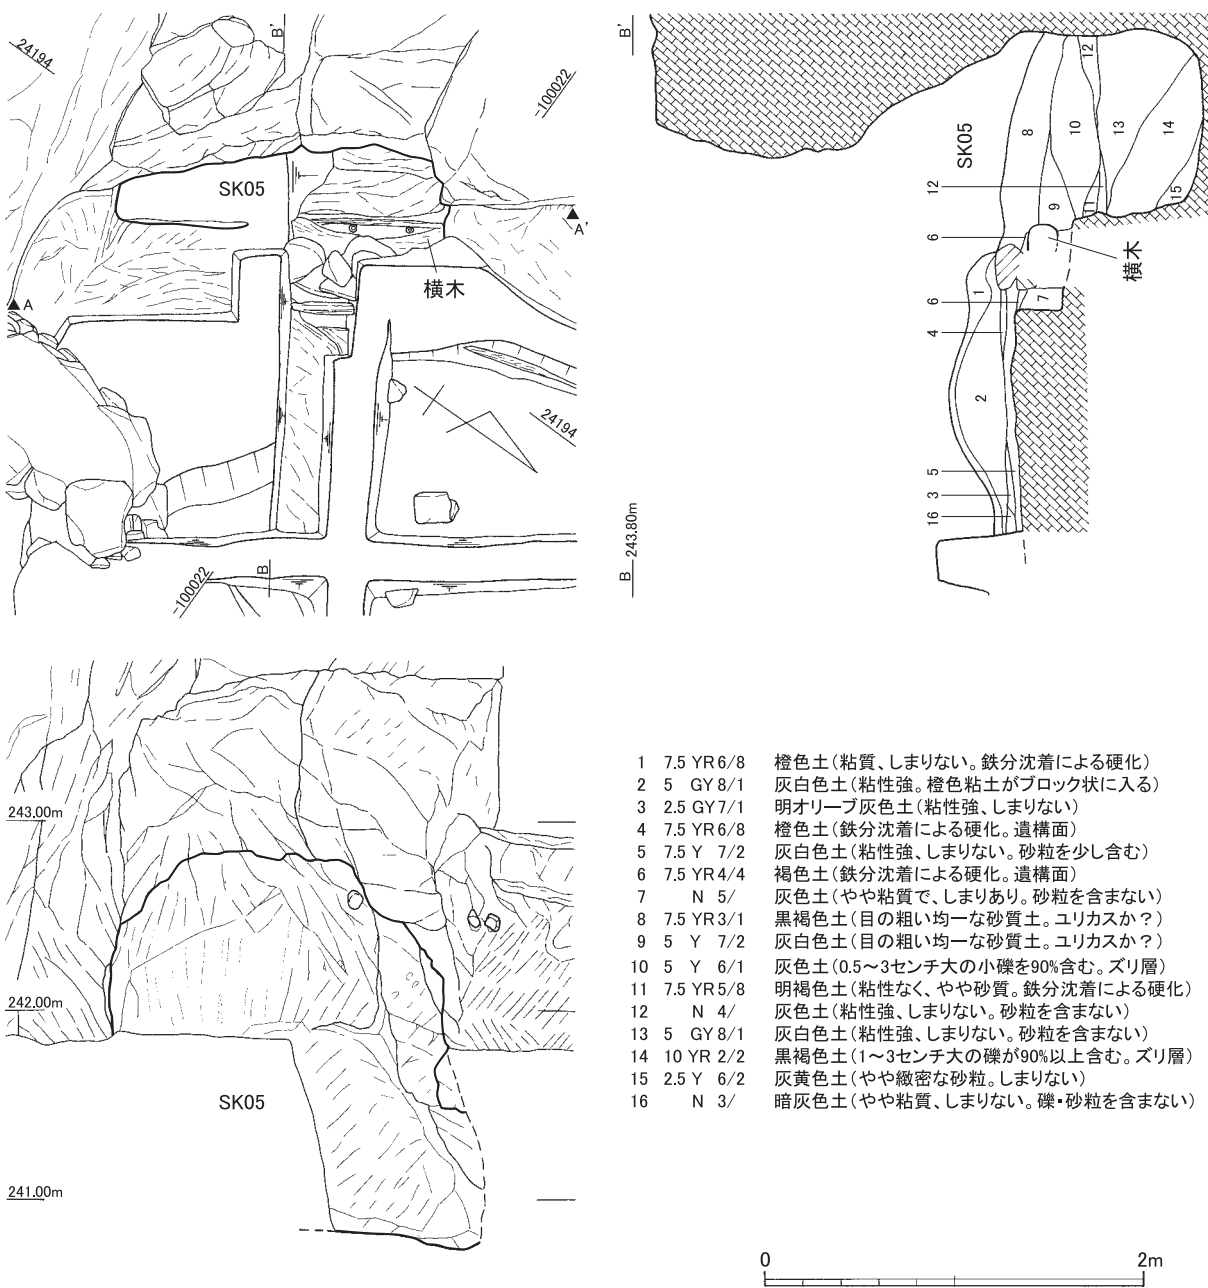 24194
B'
-100022
SK05
A'
横木
A
24194
B
-100022
B'
SK05
12
8
10
13
14
12
9
11
15
6
横木
1
6
7
4
2
5
3
16
B 243.80m
243.00m
242.00m
SK05
241.00m
1 7.5 YR 6/8 橙色土(粘質、しまりない。鉄分沈着による硬化)
2 5 GY 8/1 灰白色土(粘性強。橙色粘土がブロック状に入る)
3 2.5 GY 7/1 明オリーブ灰色土(粘性強、しまりない)
4 7.5 YR 6/8 橙色土(鉄分沈着による硬化。遺構面)
5 7.5 Y 7/2 灰白色土(粘性強、しまりない。砂粒を少し含む)
6 7.5 YR 4/4 褐色土(鉄分沈着による硬化。遺構面)
7 N 5/ 灰色土(やや粘質で、しまりあり。砂粒を含まない)
8 7.5 YR 3/1 黒褐色土(目の粗い均一な砂質土。ユリカスか?)
9 5 Y 7/2 灰白色土(目の粗い均一な砂質土。ユリカスか?)
10 5 Y 6/1 灰色土(0.5~3センチ大の小礫を90%含む。ズリ層)
11 7.5 YR 5/8 明褐色土(粘性なく、やや砂質。鉄分沈着による硬化)
12 N 4/ 灰色土(粘性強、しまりない。砂粒を含まない)
13 5 GY 8/1 灰白色土(粘性強、しまりない。砂粒を含まない)
14 10 YR 2/2 黒褐色土(1~3センチ大の礫が90%以上含む。ズリ層)
15 2.5 Y 6/2 灰黄色土(やや緻密な砂粒。しまりない)
16 N 3/ 暗灰色土(やや粘質、しまりない。礫・砂粒を含まない)
0 2m